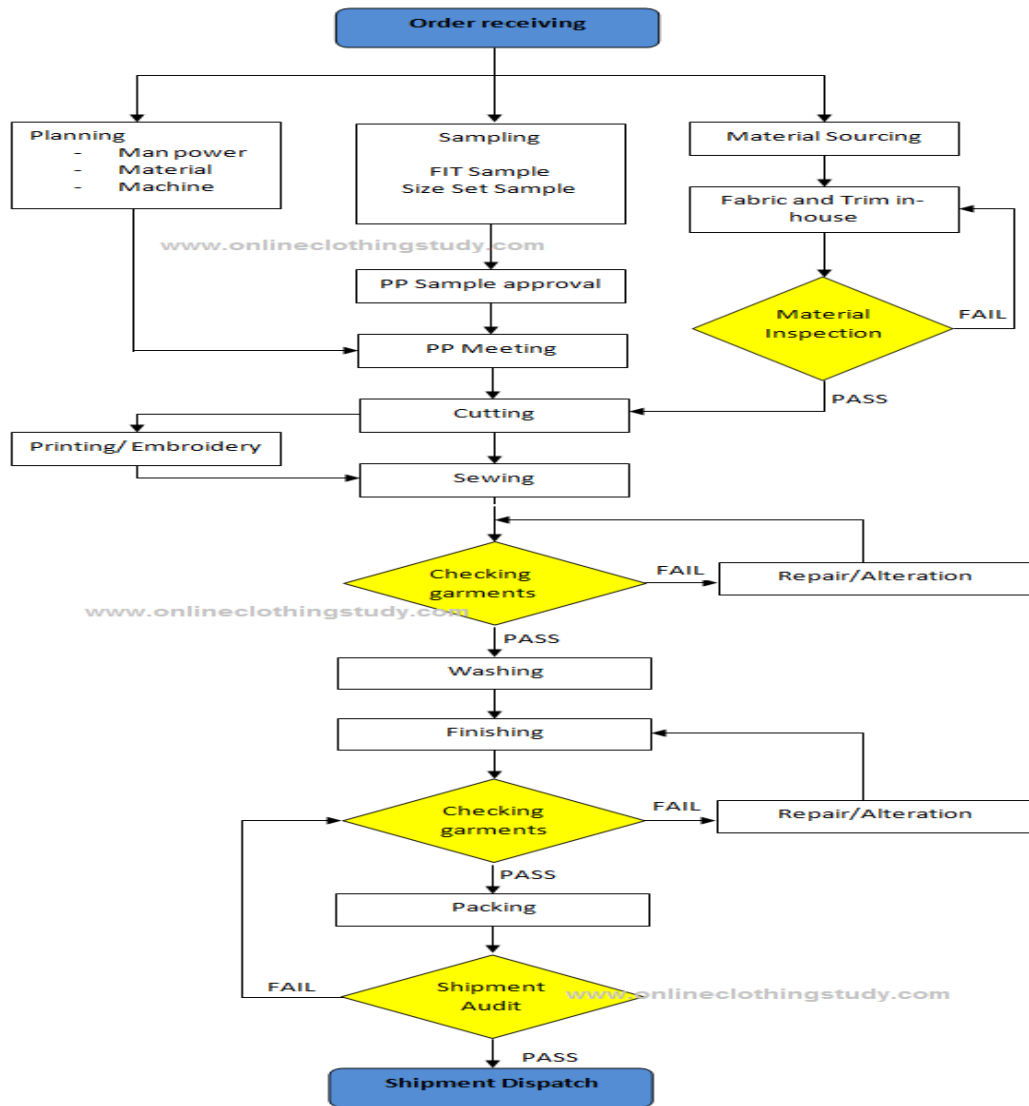 Order receiving
Planning
- Man power
- Material
- Machine
Sampling
FIT Sample
Size Set Sample
Material Sourcing
Fabric and Trim in-
house
www.onlineclothingstudy.com
PP Sample approval
Material
Inspection
FAIL
PP Meeting
PASS
Cutting
Printing/ Embroidery
Sewing
Checking
garments
FAIL
Repair/Alteration
www.onlineclothingstudy.com
PASS
Washing
Finishing
Checking
garments
FAIL
Repair/Alteration
PASS
Packing
Shipment
Audit
FAIL
www.onlineclothingstudy.com
PASS
Shipment Dispatch